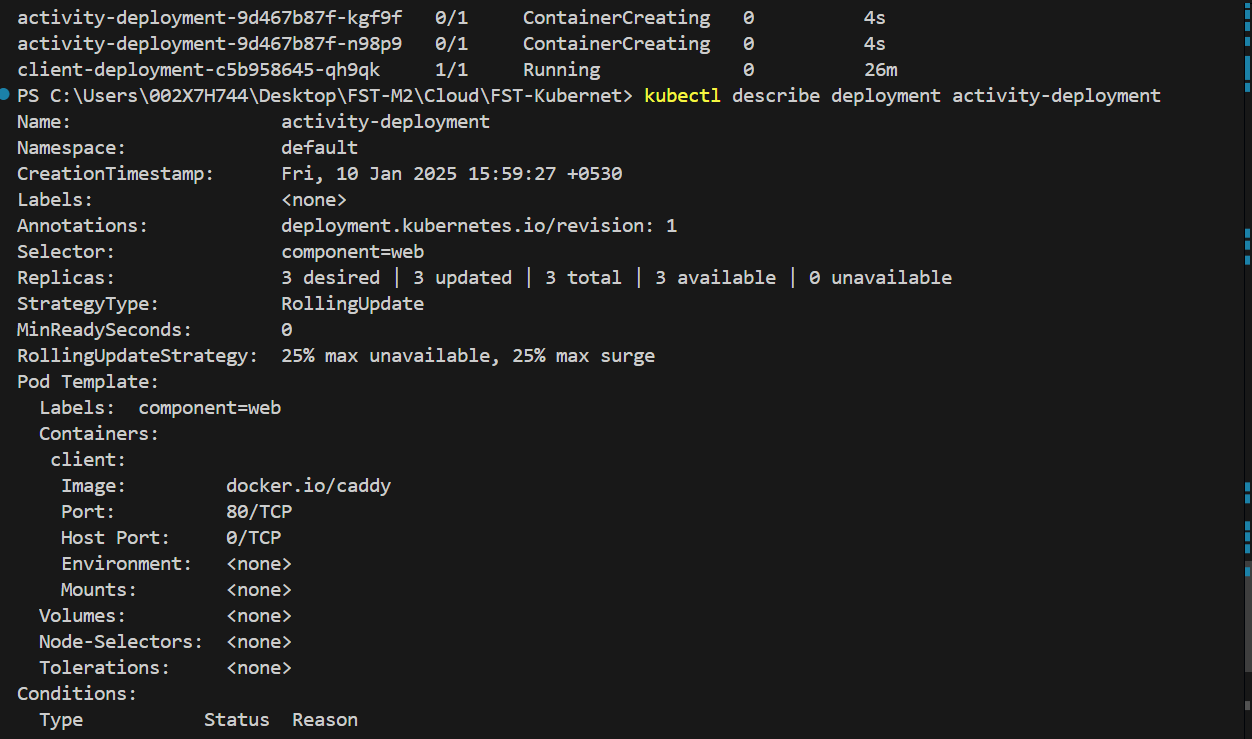 activity-deployment-9d467b87f-kgf9f   0/1     ContainerCreating   0          4s
activity-deployment-9d467b87f-n98p9   0/1     ContainerCreating   0          4s
client-deployment-c5b958645-qh9qk     1/1     Running             0          26m
PS C:\Users\002X7H744\Desktop\FST-M2\Cloud\FST-Kubernet> kubectl describe deployment activity-deployment
Name:                   activity-deployment
Namespace:              default
CreationTimestamp:      Fri, 10 Jan 2025 15:59:27 +0530
Labels:                 <none>
Annotations:            deployment.kubernetes.io/revision: 1
Selector:               component=web
Replicas:               3 desired | 3 updated | 3 total | 3 available | 0 unavailable
StrategyType:           RollingUpdate
MinReadySeconds:        0
RollingUpdateStrategy:  25% max unavailable, 25% max surge
Pod Template:
  Labels:  component=web
  Containers:
   client:
    Image:         docker.io/caddy
    Port:          80/TCP
    Host Port:     0/TCP
    Environment:   <none>
    Mounts:        <none>
  Volumes:         <none>
  Node-Selectors:  <none>
  Tolerations:     <none>
Conditions:
  Type           Status  Reason